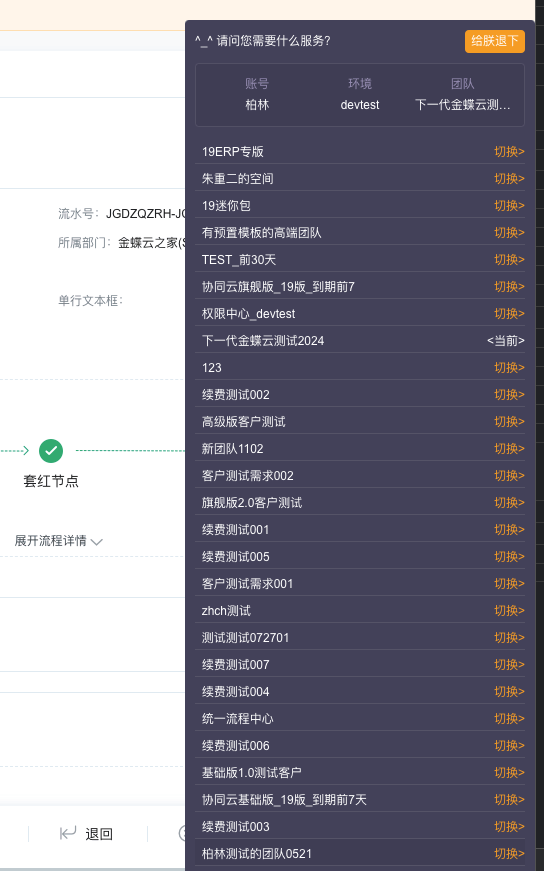 ^_^ 请问您需要什么服务?
给朕退下
账号 环境 团队
柏林 devtest 下一代金蝶云测...
19ERP专版 切换>
朱重二的空间 切换>
19迷你包 切换>
有预置模板的高端团队 切换>
TEST_前30天 切换>
协同云旗舰版_19版_到期前7 切换>
权限中心_devtest 切换>
下一代金蝶云测试2024 <当前>
123 切换>
续费测试002 切换>
高级版客户测试 切换>
新团队1102 切换>
客户测试需求002 切换>
旗舰版2.0客户测试 切换>
续费测试001 切换>
续费测试005 切换>
客户测试需求001 切换>
zhch测试 切换>
测试测试072701 切换>
续费测试007 切换>
续费测试004 切换>
统一流程中心 切换>
续费测试006 切换>
基础版1.0测试客户 切换>
协同云基础版_19版_到期前7天 切换>
续费测试003 切换>
柏林测试的团队0521 切换>
流水号: JGDZQZRH-JG
所属部门: 金蝶云之家(S
单行文本框:
套红节点
展开流程详情
退回